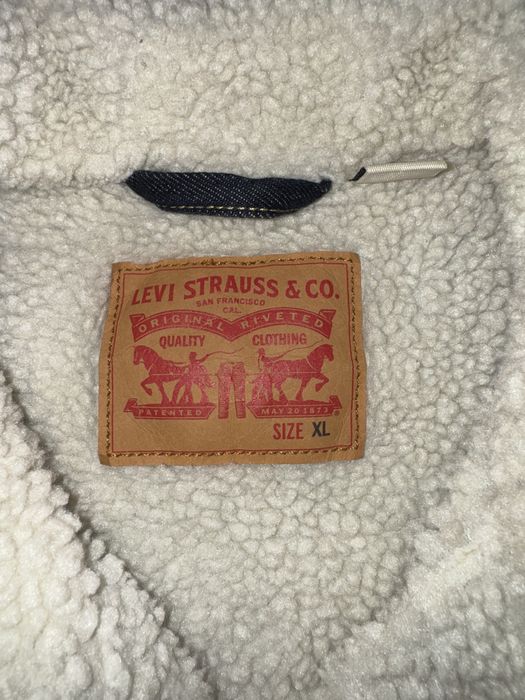 LEVI STRAUSS & CO.
SAN FRANCISCO
CAL.
ORIGINAL RIVETED
QUALITY CLOTHING
PATENTED MAY 20 1873
SIZE XL